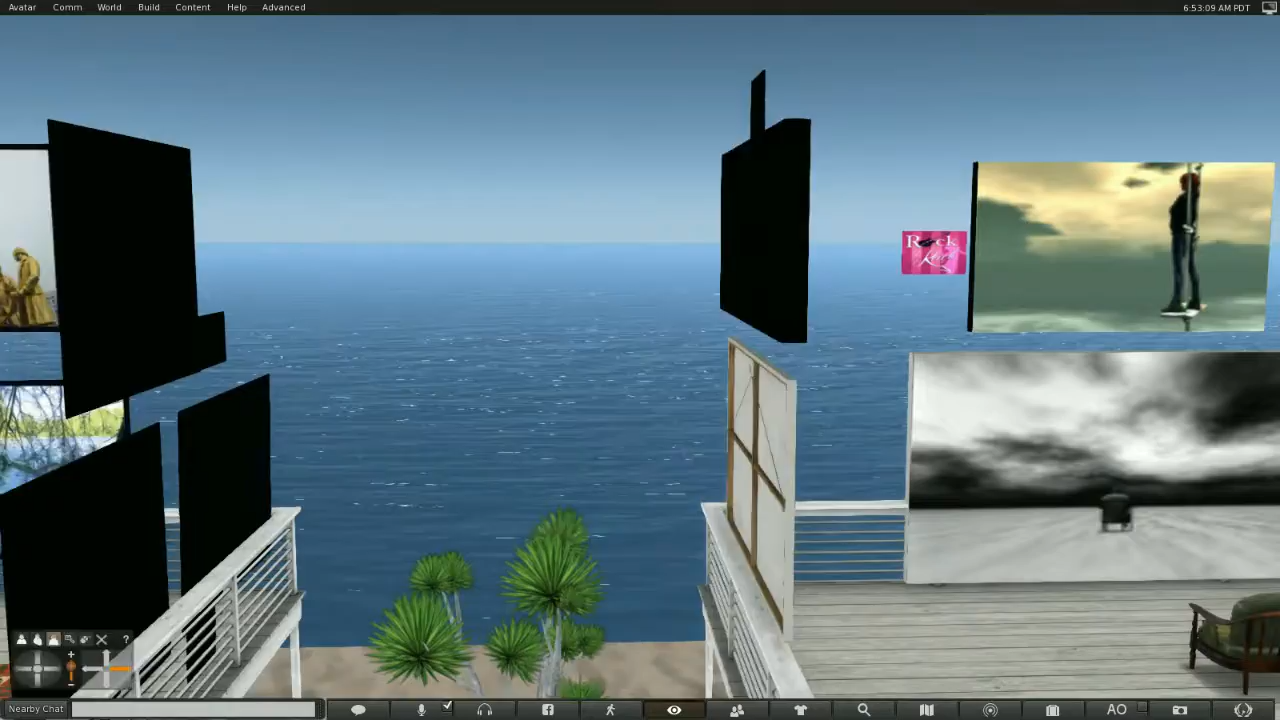 Avatar Comm World Build Content Help Advanced 6:53:09 AM PDT
Rock
?
Nearby Chat
AO